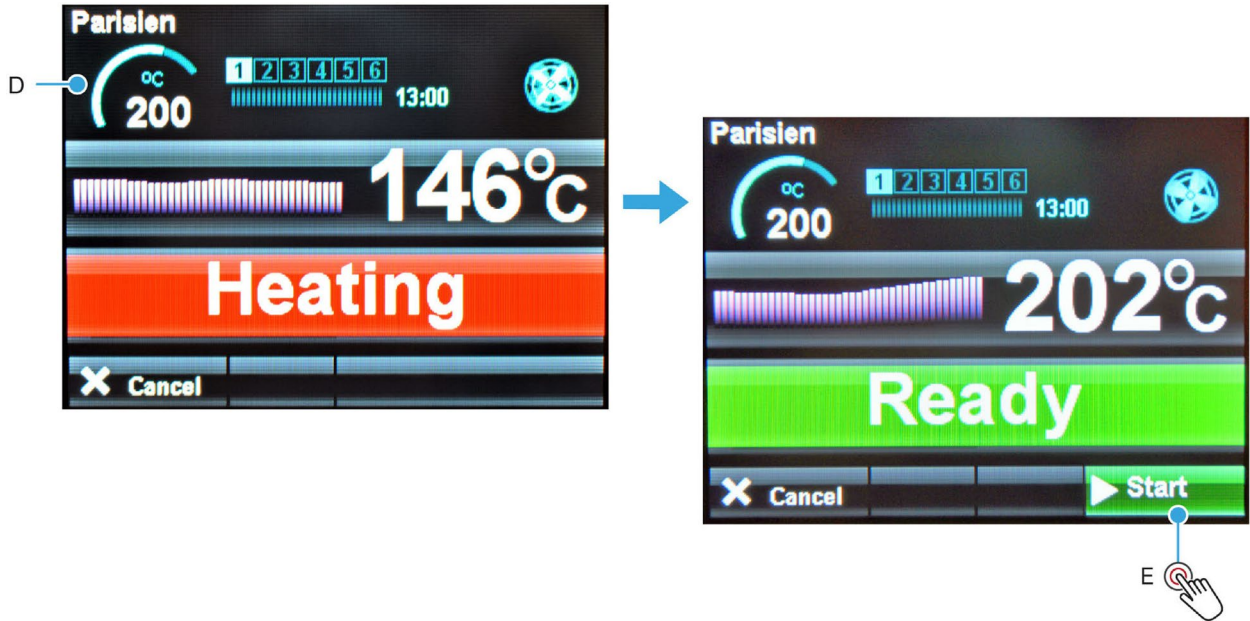 Parisien
D
°C
200
1 2 3 4 5 6
13:00
146°C
Heating
Cancel
Parisien
°C
200
1 2 3 4 5 6
13:00
202°C
Ready
Cancel
Start
E